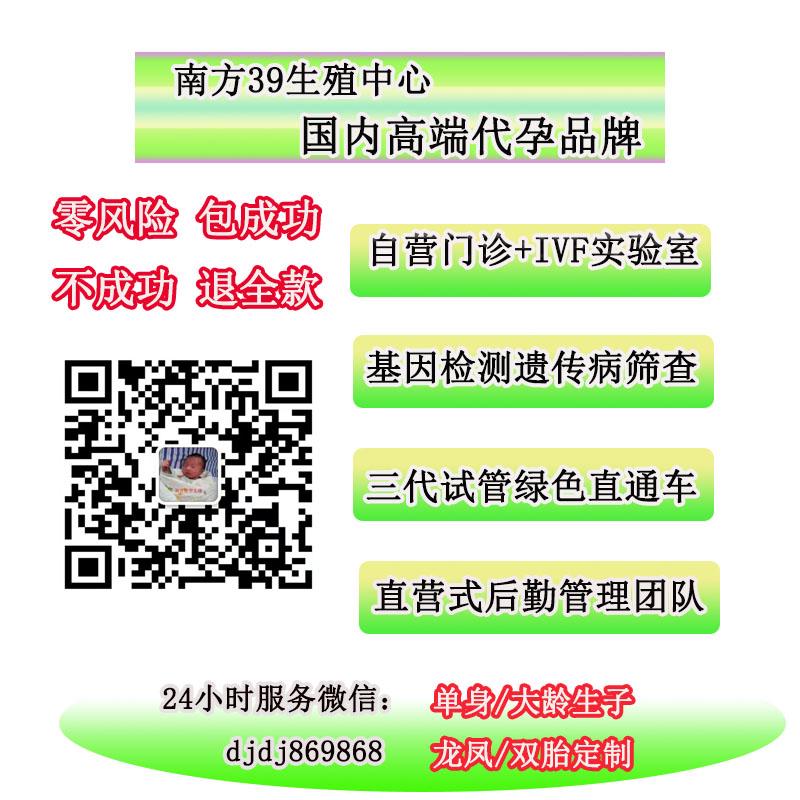 南方39生殖中心
国内高端代孕品牌
零风险 包成功
不成功 退全款
自营门诊+IVF实验室
基因检测遗传病筛查
三代试管绿色直通车
直营式后勤管理团队
24小时服务微信：
djdj869868
单身/大龄生子
龙凤/双胎定制